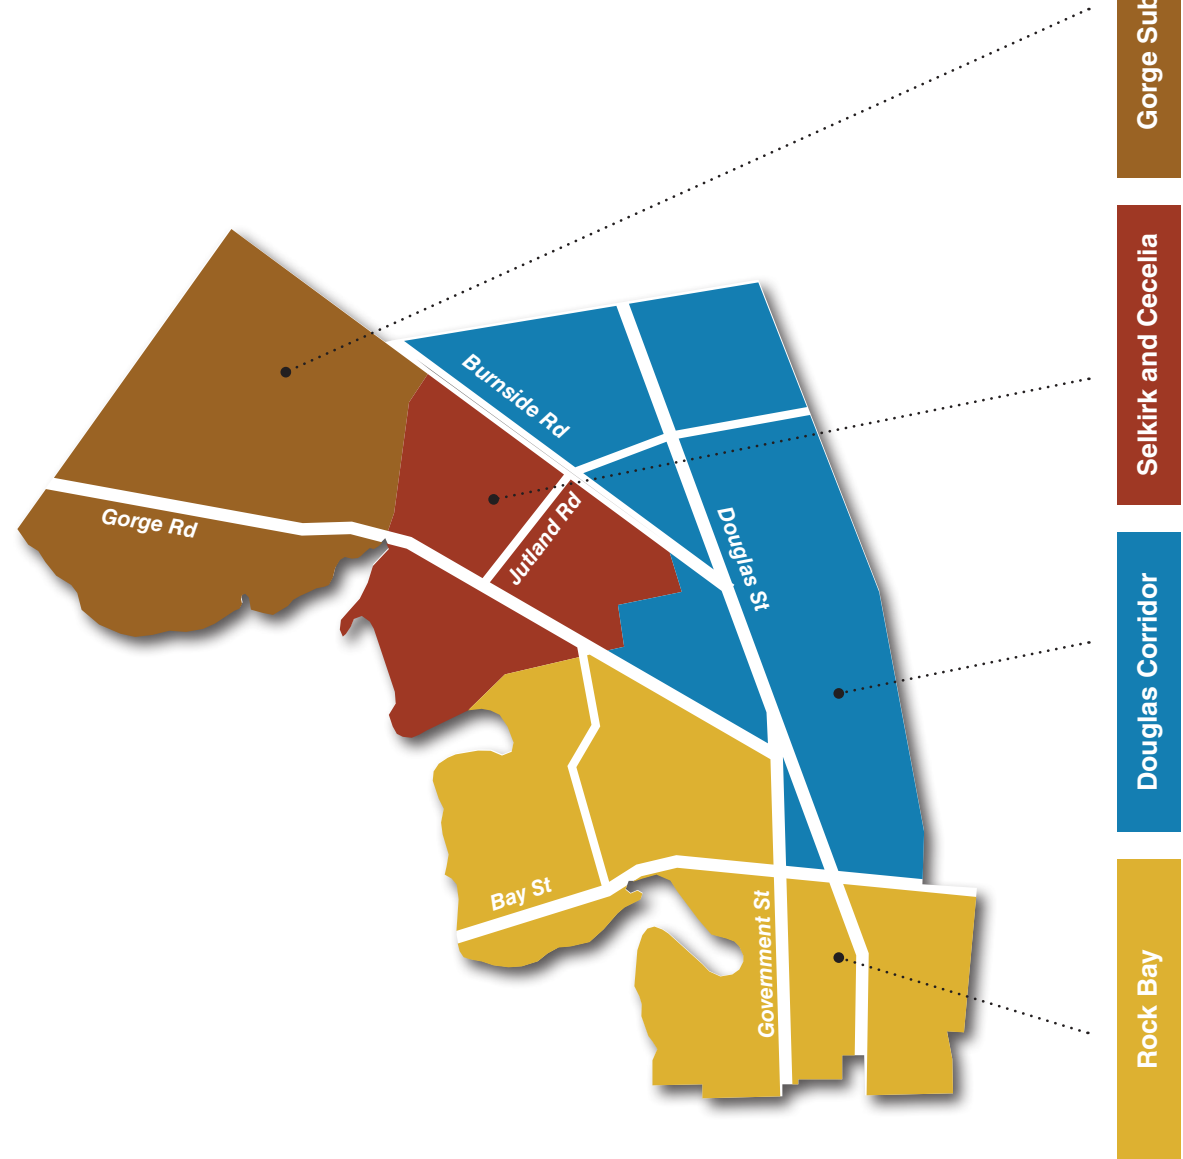 Gorge Sub
Selkirk and Cecelia
Douglas Corridor
Rock Bay
Burnside Rd
Gorge Rd
Jutland Rd
Douglas St
Bay St
Government St